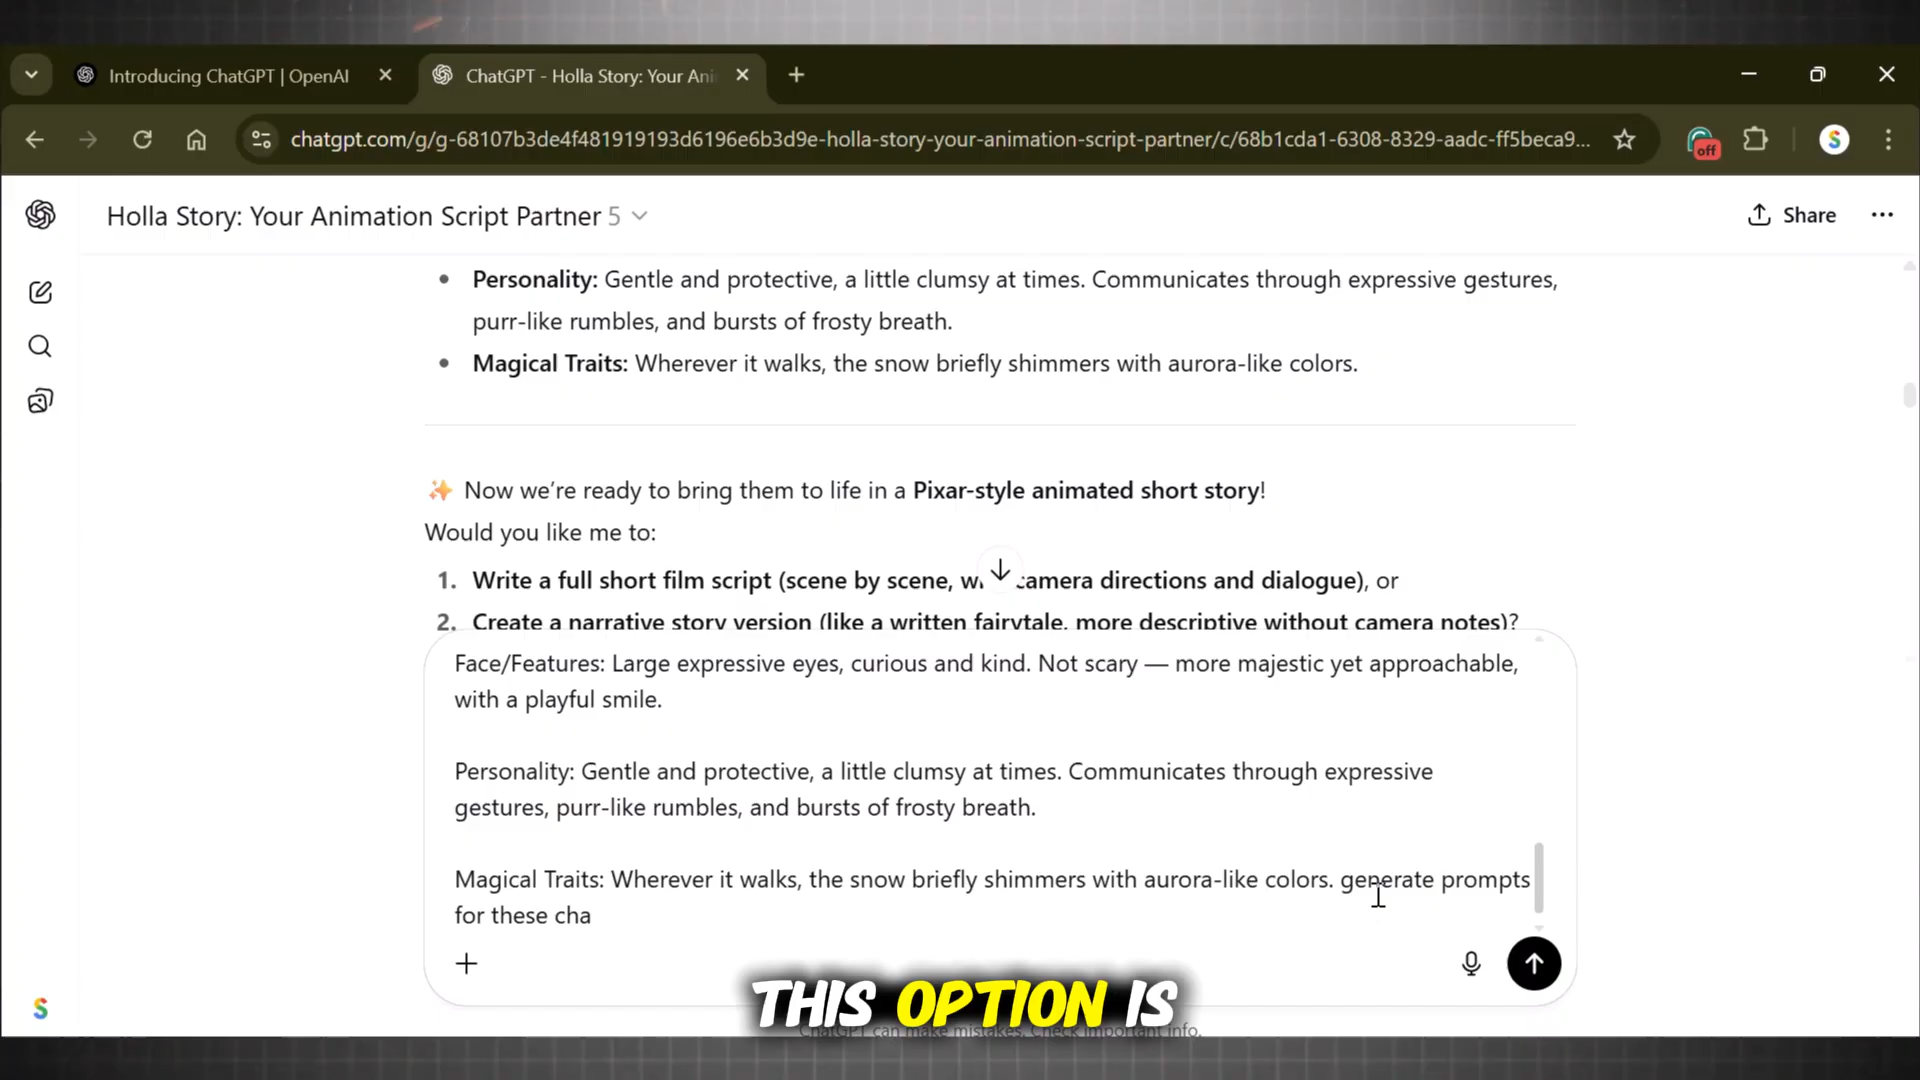 Introducing ChatGPT | OpenAI
ChatGPT - Holla Story: Your Ani
chatgpt.com/g/g-68107b3de4f481919193d6196e6b3d9e-holla-story-your-animation-script-partner/c/68b1cda1-6308-8329-aadc-ff5beca9...
off
S
Holla Story: Your Animation Script Partner 5
Share
Personality: Gentle and protective, a little clumsy at times. Communicates through expressive gestures,
purr-like rumbles, and bursts of frosty breath.
Magical Traits: Wherever it walks, the snow briefly shimmers with aurora-like colors.
✨ Now we’re ready to bring them to life in a Pixar-style animated short story!
Would you like me to:
1. Write a full short film script (scene by scene, camera directions and dialogue), or
2. Create a narrative story version (like a written fairytale, more descriptive without camera notes)?
Face/Features: Large expressive eyes, curious and kind. Not scary — more majestic yet approachable,
with a playful smile.
Personality: Gentle and protective, a little clumsy at times. Communicates through expressive
gestures, purr-like rumbles, and bursts of frosty breath.
Magical Traits: Wherever it walks, the snow briefly shimmers with aurora-like colors. generate prompts
for these cha
THIS OPTION IS
S
ChatGPT can make mistakes. Check important info.